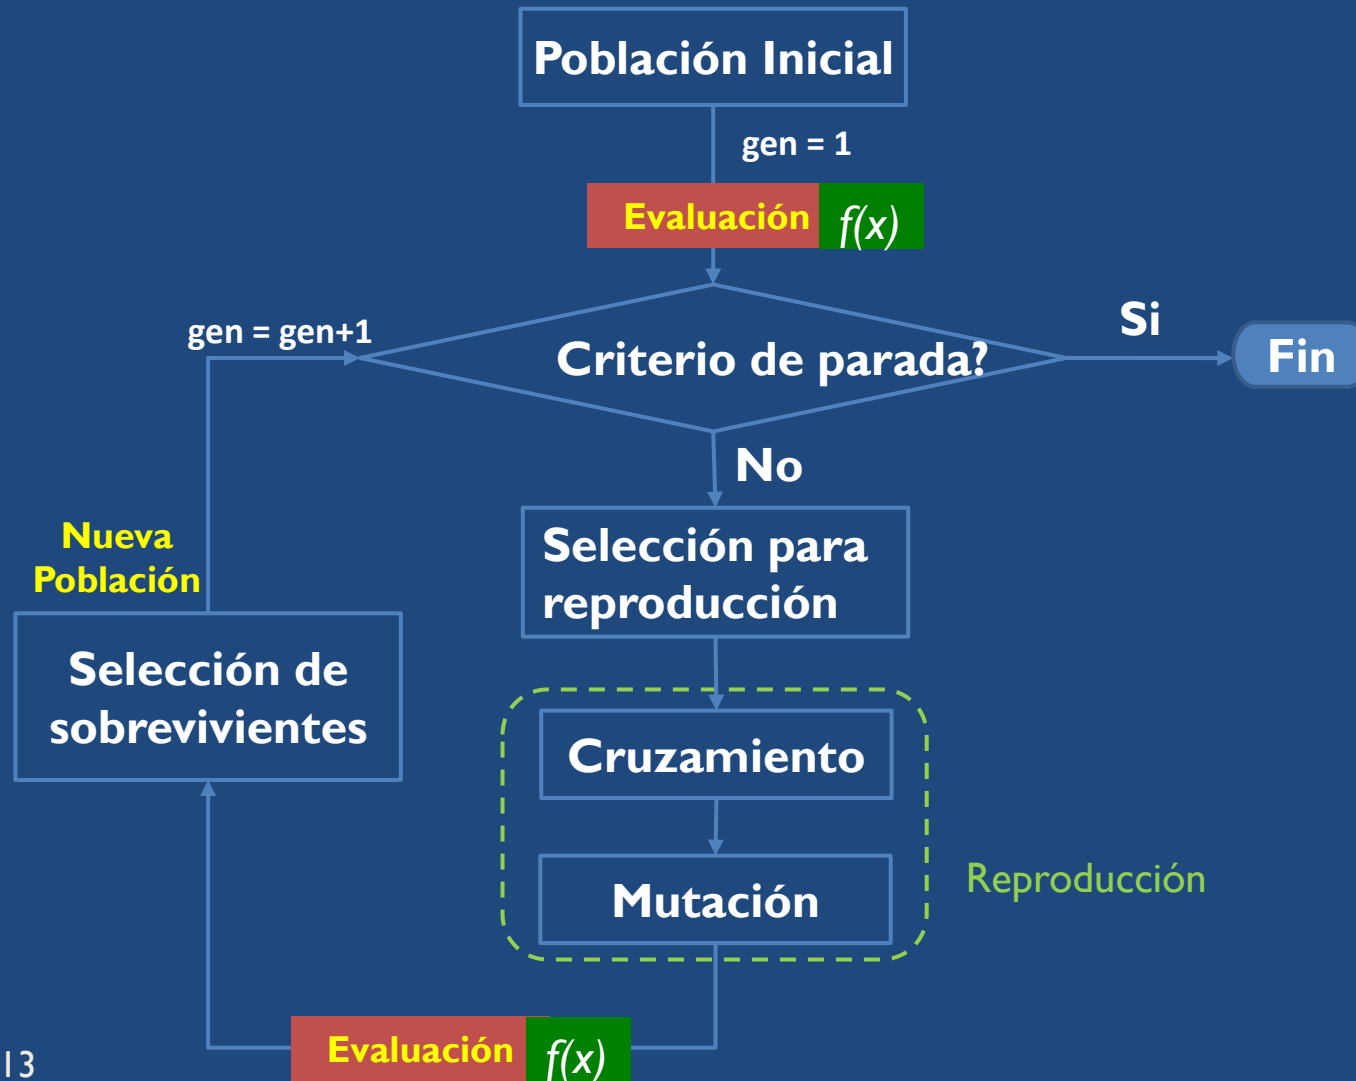 Población Inicial
gen = 1
Evaluación f(x)
gen = gen+1
Criterio de parada?
Si
Fin
No
Nueva
Población
Selección para
reproducción
Selección de
sobrevivientes
Cruzamiento
Mutación
Reproducción
Evaluación f(x)
13